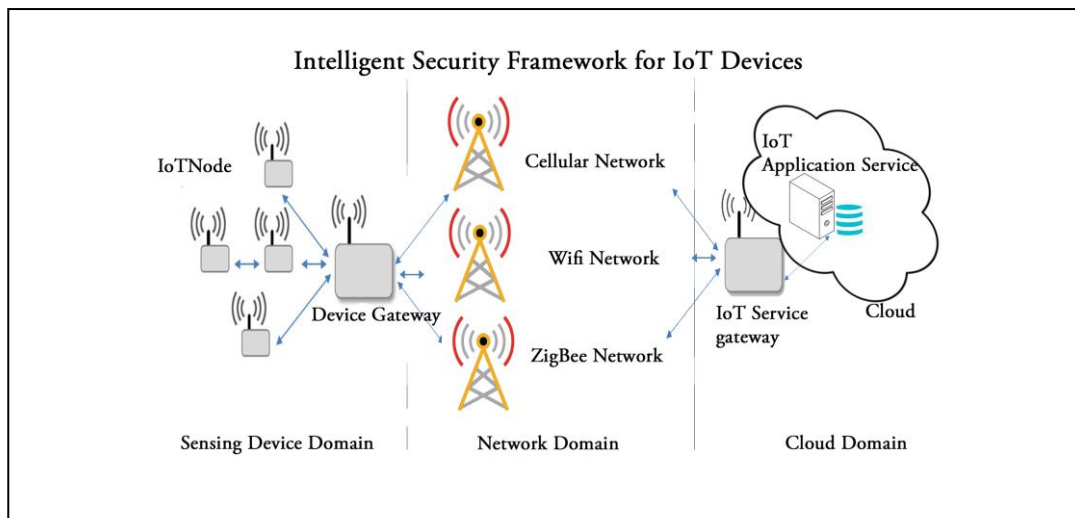 Intelligent Security Framework for IoT Devices
IoTNode
Device Gateway
Cellular Network
Wifi Network
ZigBee Network
IoT
Application Service
IoT Service
gateway
Cloud
Sensing Device Domain
Network Domain
Cloud Domain